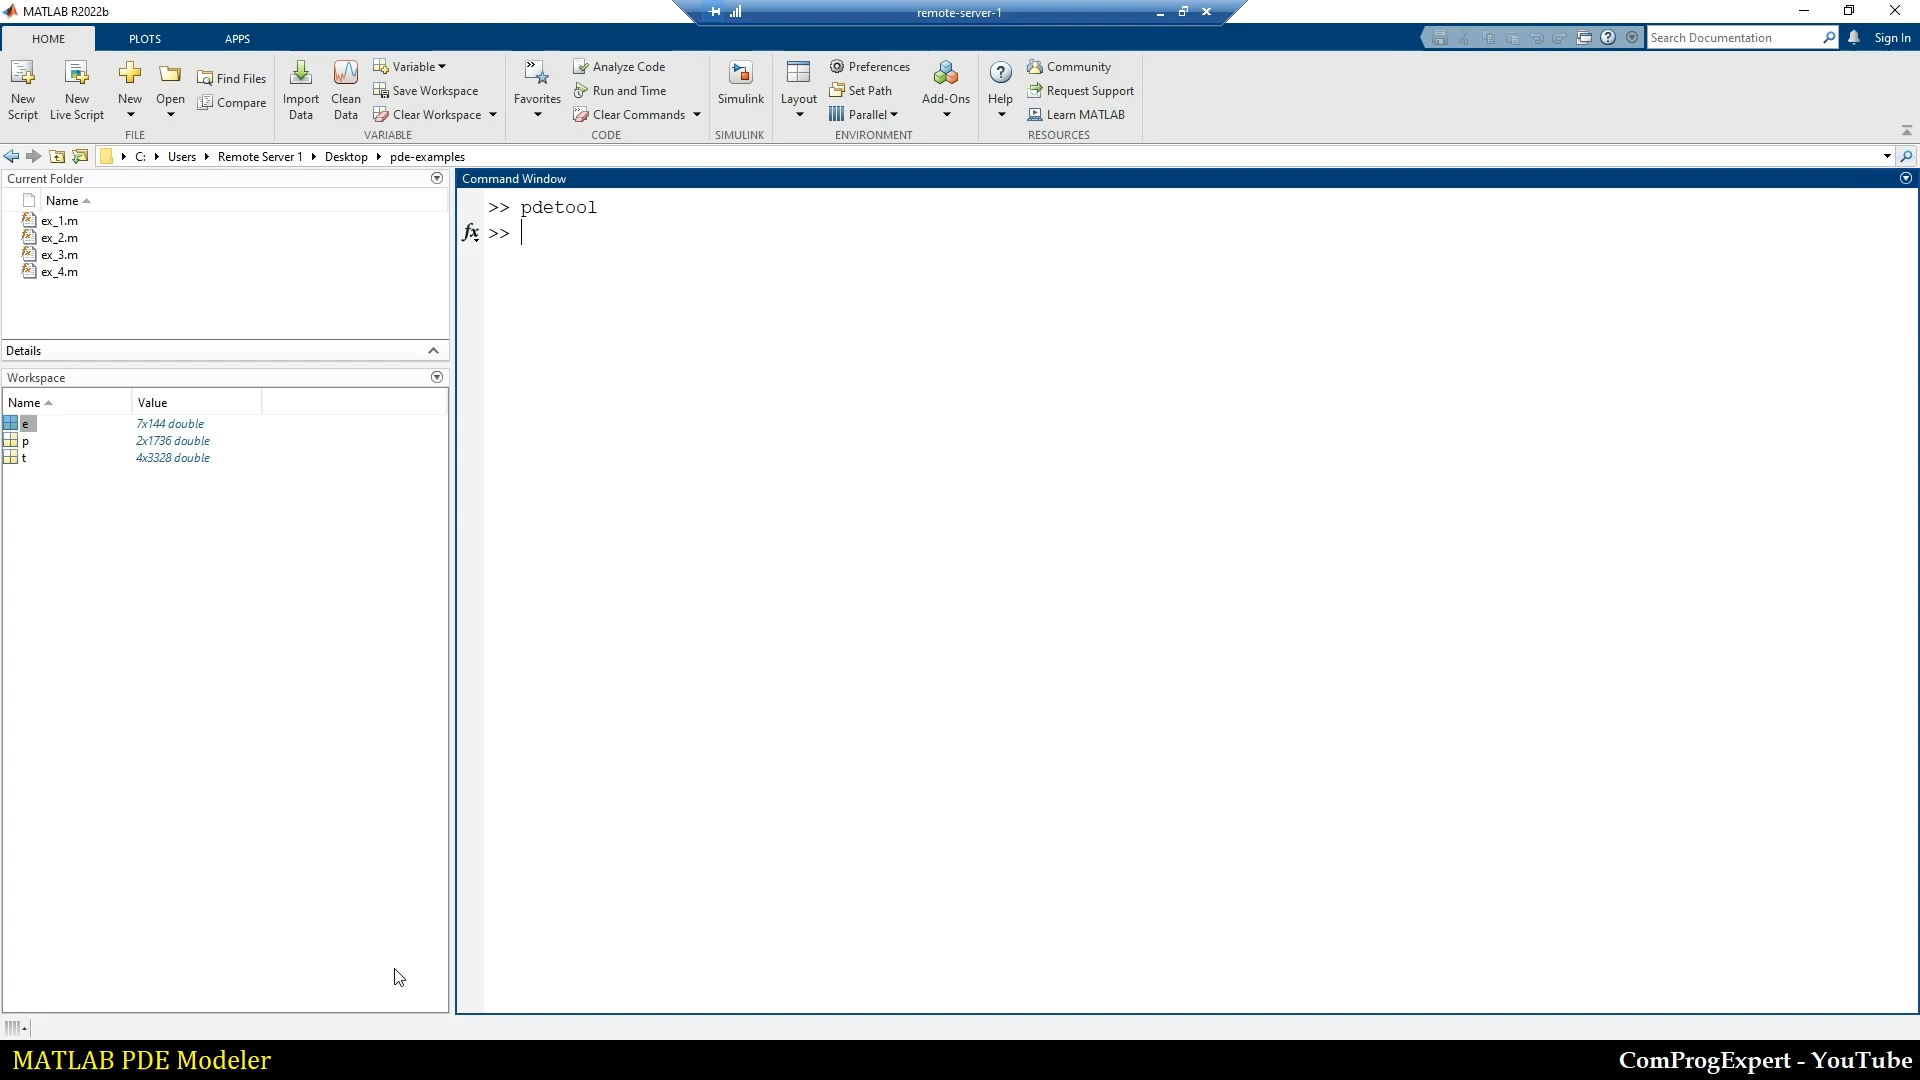 MATLAB R2022b
remote-server-1
HOME PLOTS APPS
Search Documentation
Sign In
New Script
New Live Script
New
Open
Find Files
Compare
FILE
Import Data
Clean Data
Variable
Save Workspace
Clear Workspace
VARIABLE
Favorites
Analyze Code
Run and Time
Clear Commands
CODE
Simulink
SIMULINK
Layout
Preferences
Set Path
Parallel
Add-Ons
ENVIRONMENT
Help
Community
Request Support
Learn MATLAB
RESOURCES
C: Users Remote Server 1 Desktop pde-examples
Current Folder
Name
ex_1.m
ex_2.m
ex_3.m
ex_4.m
Details
Workspace
Name Value
e 7x144 double
p 2x1736 double
t 4x3328 double
Command Window
>> pdetool
fx >>
MATLAB PDE Modeler
ComProgExpert - YouTube